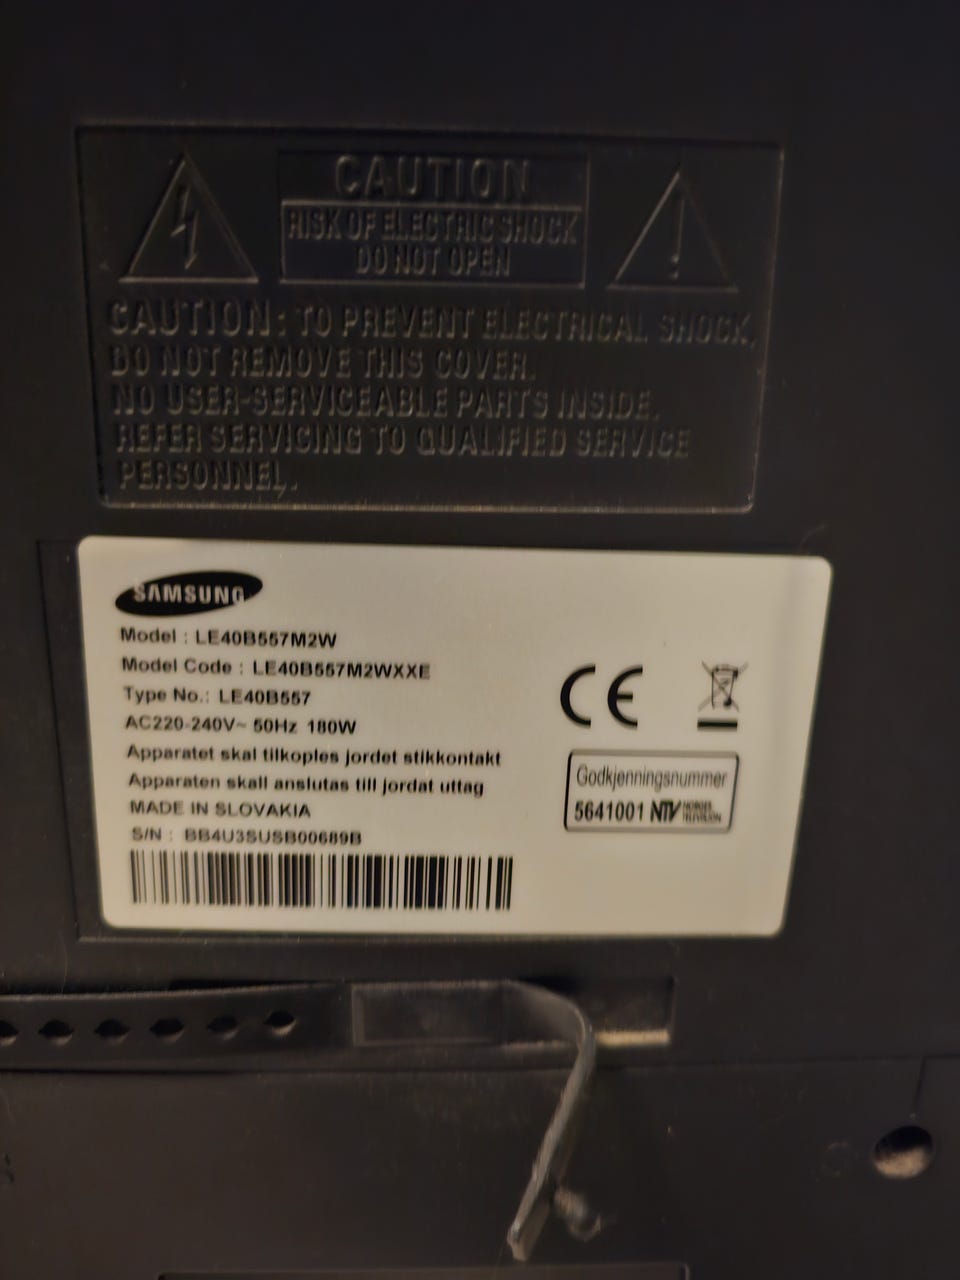 CAUTION
RISK OF ELECTRIC SHOCK
DO NOT OPEN
CAUTION: TO PREVENT ELECTRICAL SHOCK,
DO NOT REMOVE THIS COVER.
NO USER-SERVICEABLE PARTS INSIDE.
REFER SERVICING TO QUALIFIED SERVICE
PERSONNEL.
SAMSUNG
Model : LE40B557M2W
Model Code : LE40B557M2WXXE
Type No.: LE40B557
AC220-240V~ 50Hz 180W
Apparatet skal tilkoples jordet stikkontakt
Apparaten skall anslutas till jordat uttag
MADE IN SLOVAKIA
S/N : BB4U3SUSB00689B
CE
Godkjenningsnummer
5641001 NTV NORGES
TELEVISJON